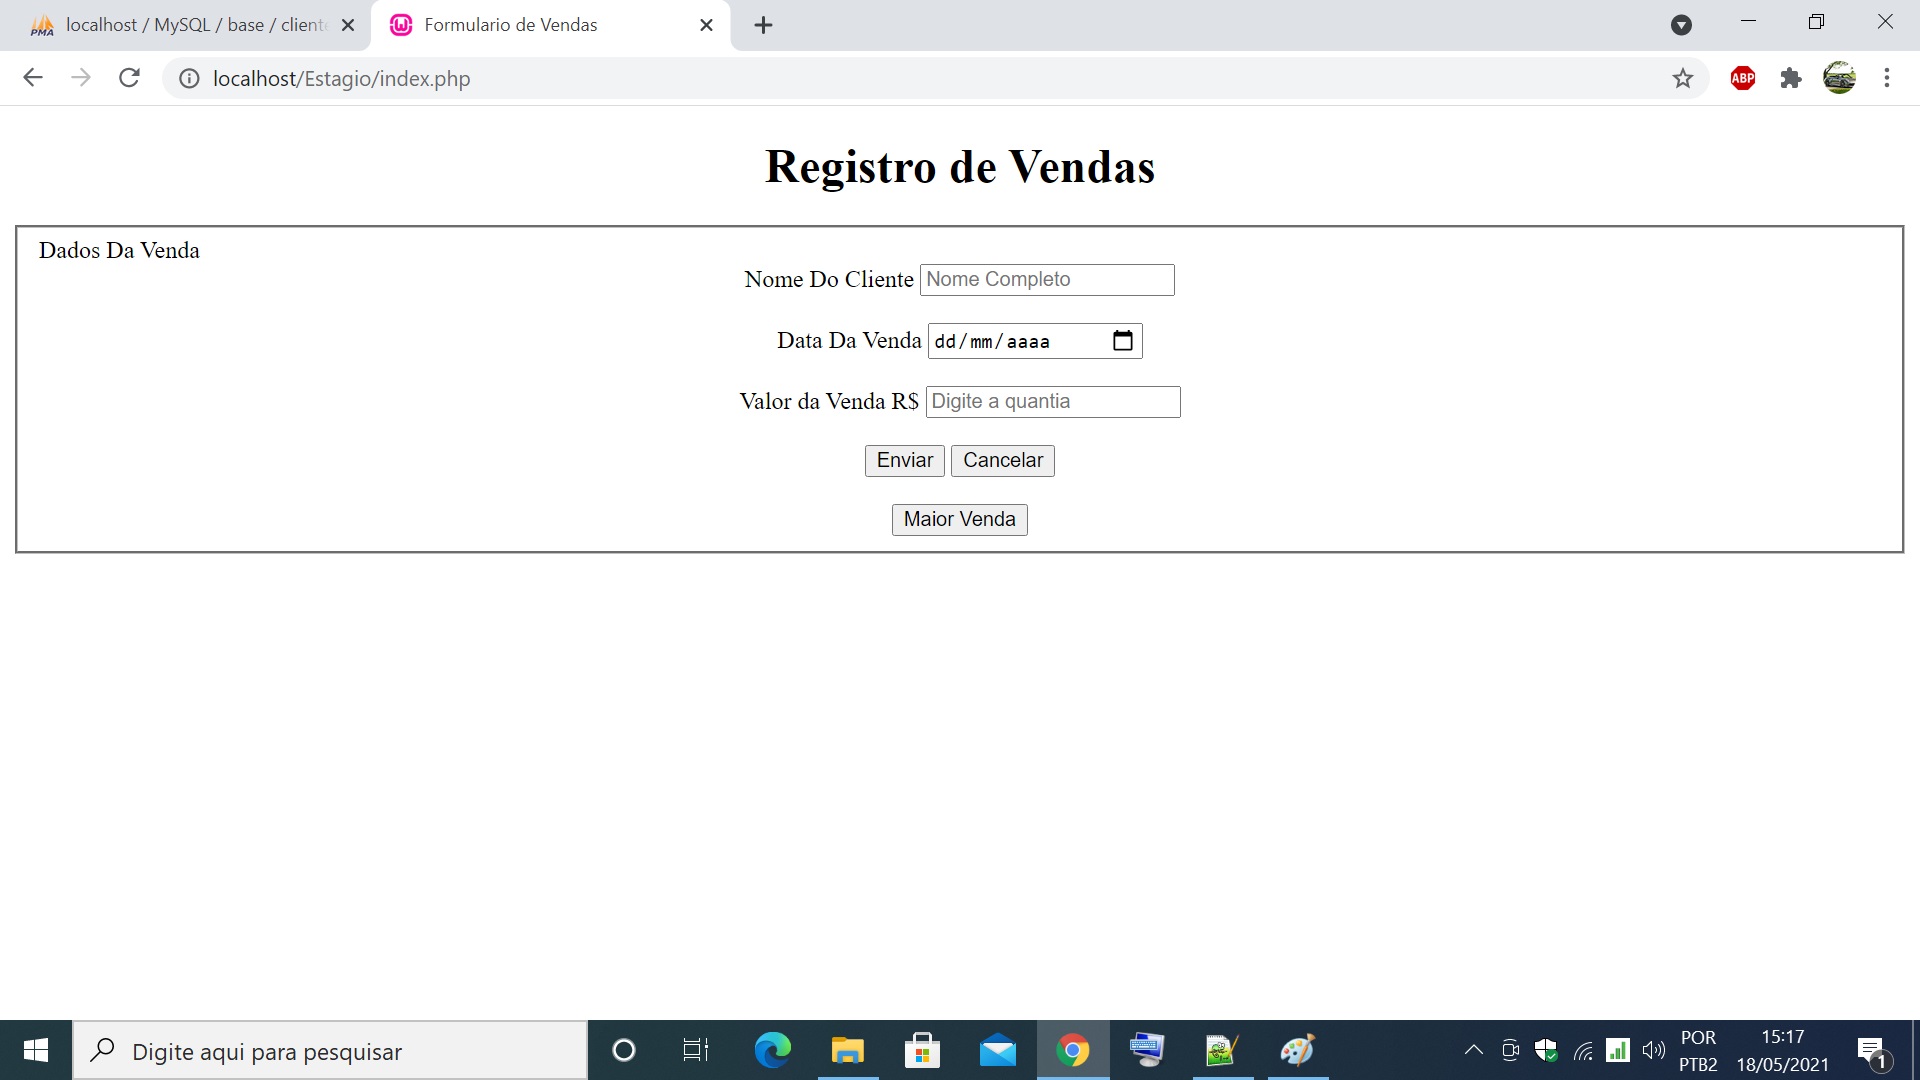 localhost / MySQL / base / client
Formulario de Vendas
localhost/Estagio/index.php
ABP
PMA
Registro de Vendas
Dados Da Venda
Nome Do Cliente Nome Completo
Data Da Venda dd/mm/aaaa
Valor da Venda R$ Digite a quantia
Enviar Cancelar
Maior Venda
Digite aqui para pesquisar
POR
PTB2
15:17
18/05/2021
1